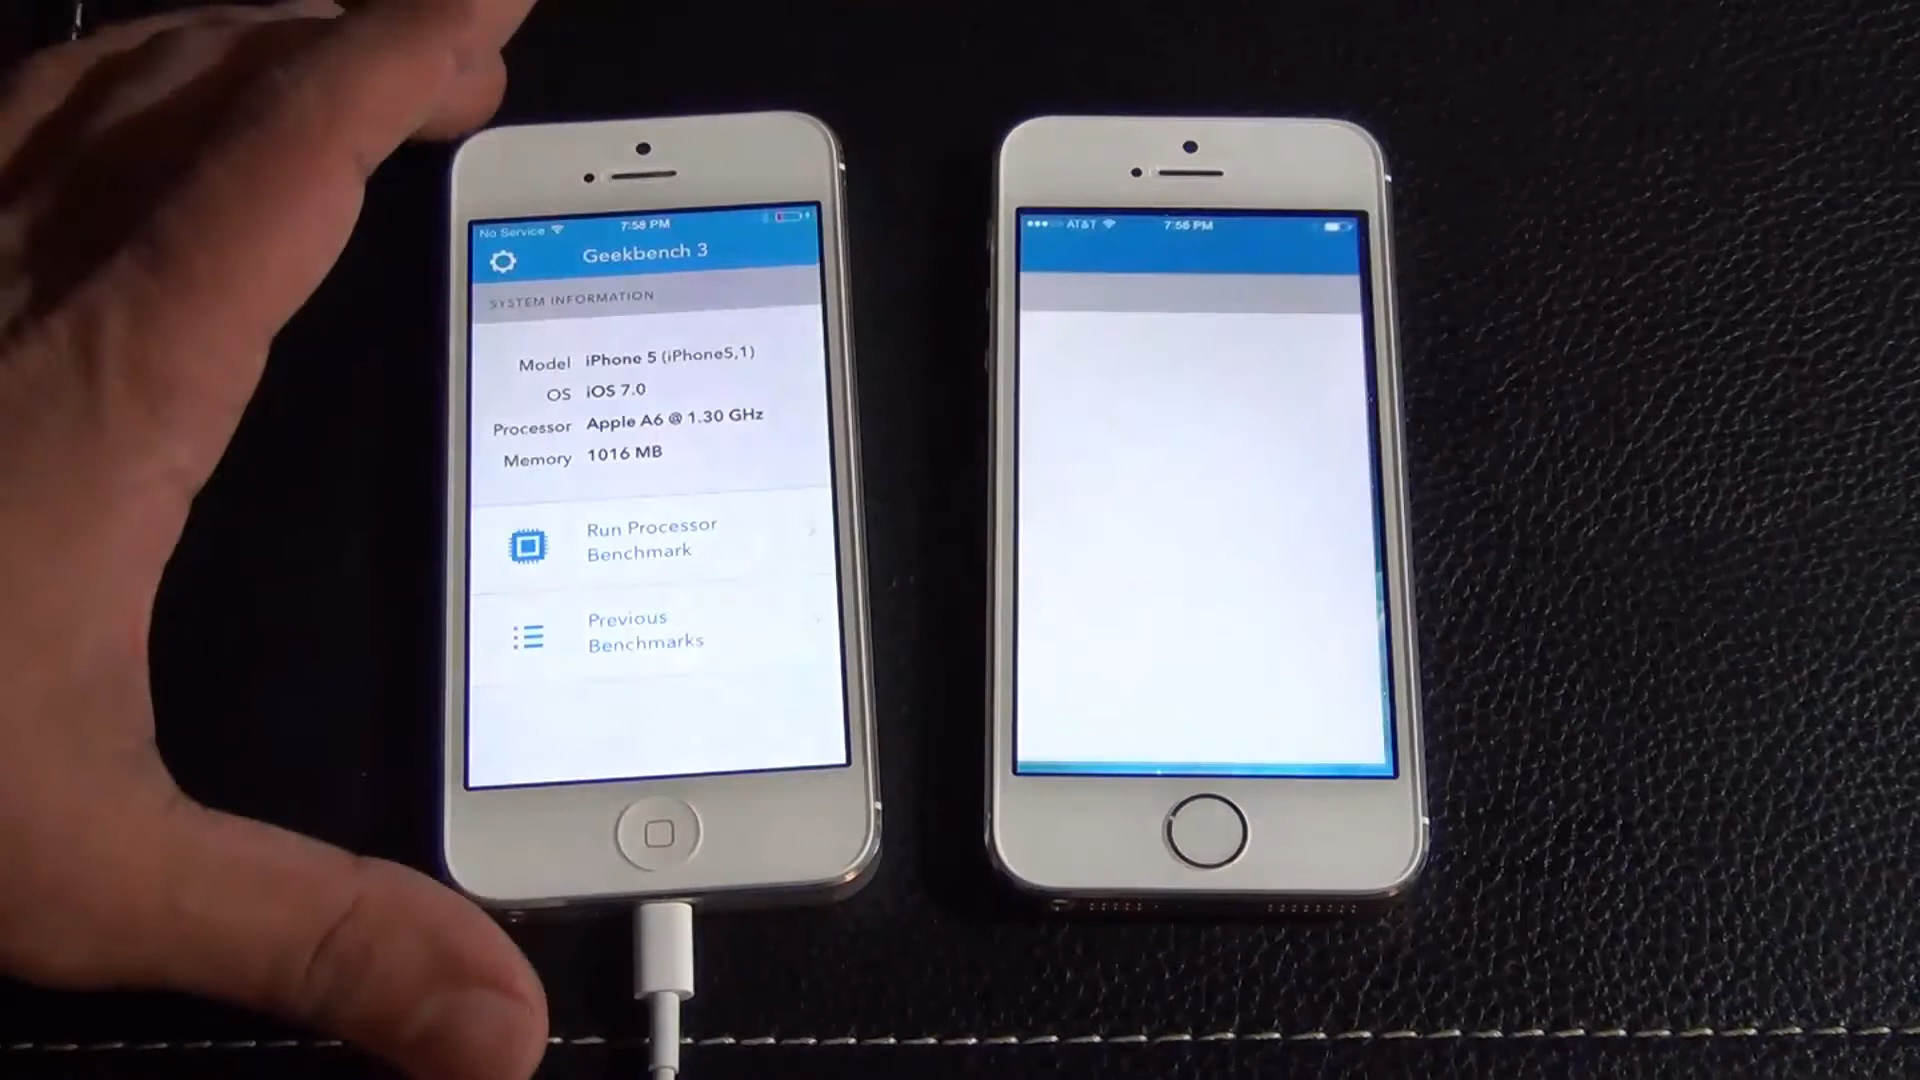 No Service 7:58 PM
Geekbench 3
SYSTEM INFORMATION
Model iPhone 5 (iPhone5,1)
OS iOS 7.0
Processor Apple A6 @ 1.30 GHz
Memory 1016 MB
Run Processor
Benchmark
Previous
Benchmarks
AT&T 7:58 PM